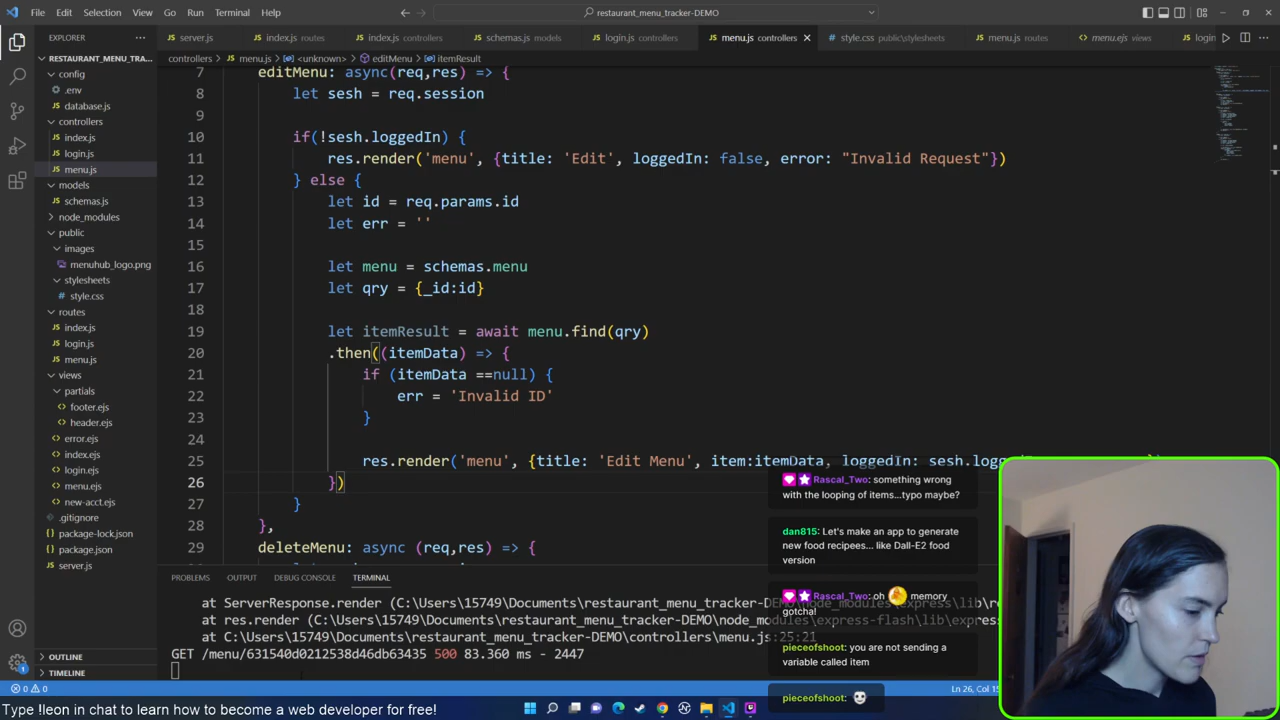 File Edit Selection View Go Run Terminal Help
restaurant_menu_tracker-DEMO
EXPLORER
server.js
index.js routes
index.js controllers
schemas.js models
login.js controllers
menu.js controllers
style.css public\stylesheets
menu.js routes
menu.ejs views
login
controllers > menu.js > <unknown> > editMenu > itemResult
RESTAURANT_MENU_TRA...
config
.env
database.js
controllers
index.js
login.js
menu.js
models
schemas.js
node_modules
public
images
menuhub_logo.png
stylesheets
style.css
routes
index.js
login.js
menu.js
views
partials
footer.ejs
header.ejs
error.ejs
index.ejs
login.ejs
menu.ejs
new-acct.ejs
.gitignore
package-lock.json
package.json
server.js
OUTLINE
TIMELINE
7 editMenu: async(req,res) => {
8 let sesh = req.session
9
10 if(!sesh.loggedIn) {
11 res.render('menu', {title: 'Edit', loggedIn: false, error: "Invalid Request"})
12 } else {
13 let id = req.params.id
14 let err = ''
15
16 let menu = schemas.menu
17 let qry = {_id:id}
18
19 let itemResult = await menu.find(qry)
20 .then((itemData) => {
21 if (itemData ==null) {
22 err = 'Invalid ID'
23 }
24
25 res.render('menu', {title: 'Edit Menu', item:itemData, loggedIn: sesh.logg
26 })
27 }
28 },
29 deleteMenu: async (req,res) => {
PROBLEMS OUTPUT DEBUG CONSOLE TERMINAL
at ServerResponse.render (C:\Users\15749\Documents\restaurant_menu_tracker-DEMO\node_modules\express\lib\re
at res.render (C:\Users\15749\Documents\restaurant_menu_tracker-DEMO\node_modules\express-flash\lib\expres
at C:\Users\15749\Documents\restaurant_menu_tracker-DEMO\controllers\menu.js:25:21
GET /menu/631540d0212538d46db63435 500 83.360 ms - 2447
Rascal_Two: something wrong
with the looping of items...typo maybe?
dan815: Let's make an app to generate
new food recipees... like Dall-E2 food
version
Rascal_Two: oh memory
gotcha!
pieceofshoot: you are not sending a
variable called item
pieceofshoot:
0 0
Ln 26, Col 15
Type !leon in chat to learn how to become a web developer for free!